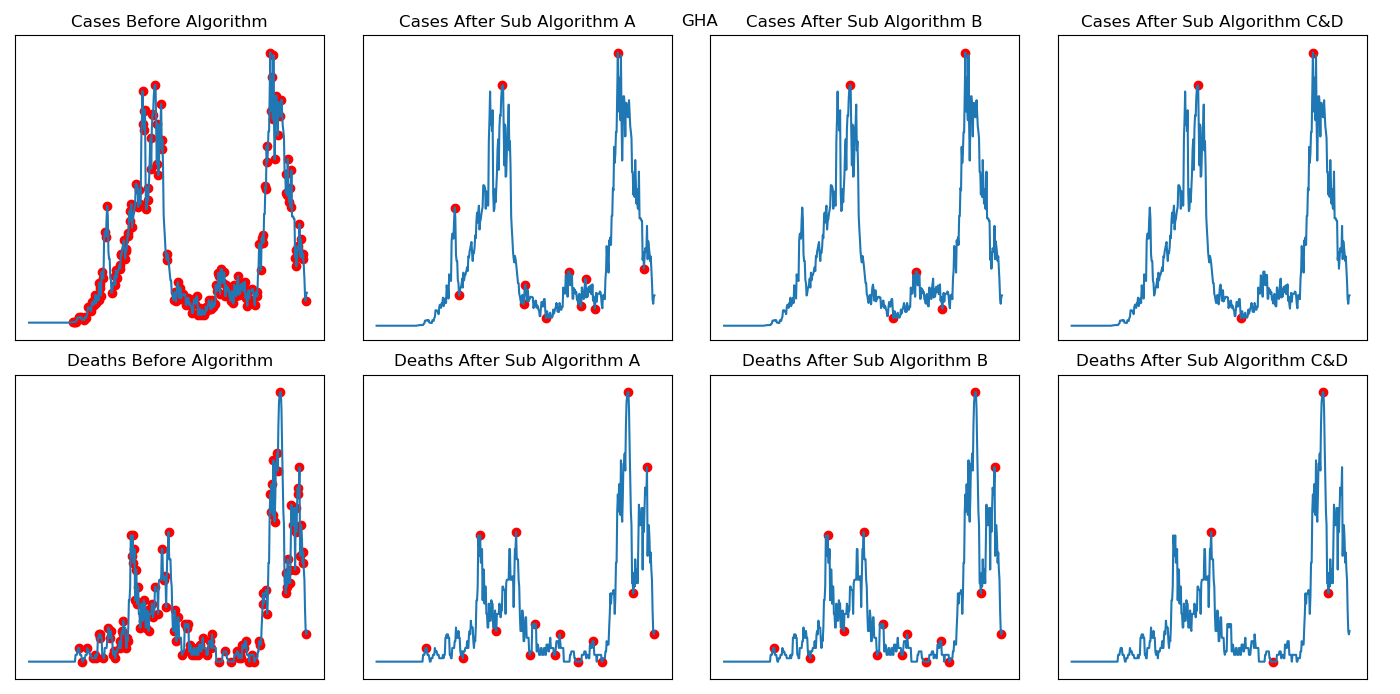 GHA
Cases Before Algorithm
Cases After Sub Algorithm A
Cases After Sub Algorithm B
Cases After Sub Algorithm C&D
Deaths Before Algorithm
Deaths After Sub Algorithm A
Deaths After Sub Algorithm B
Deaths After Sub Algorithm C&D